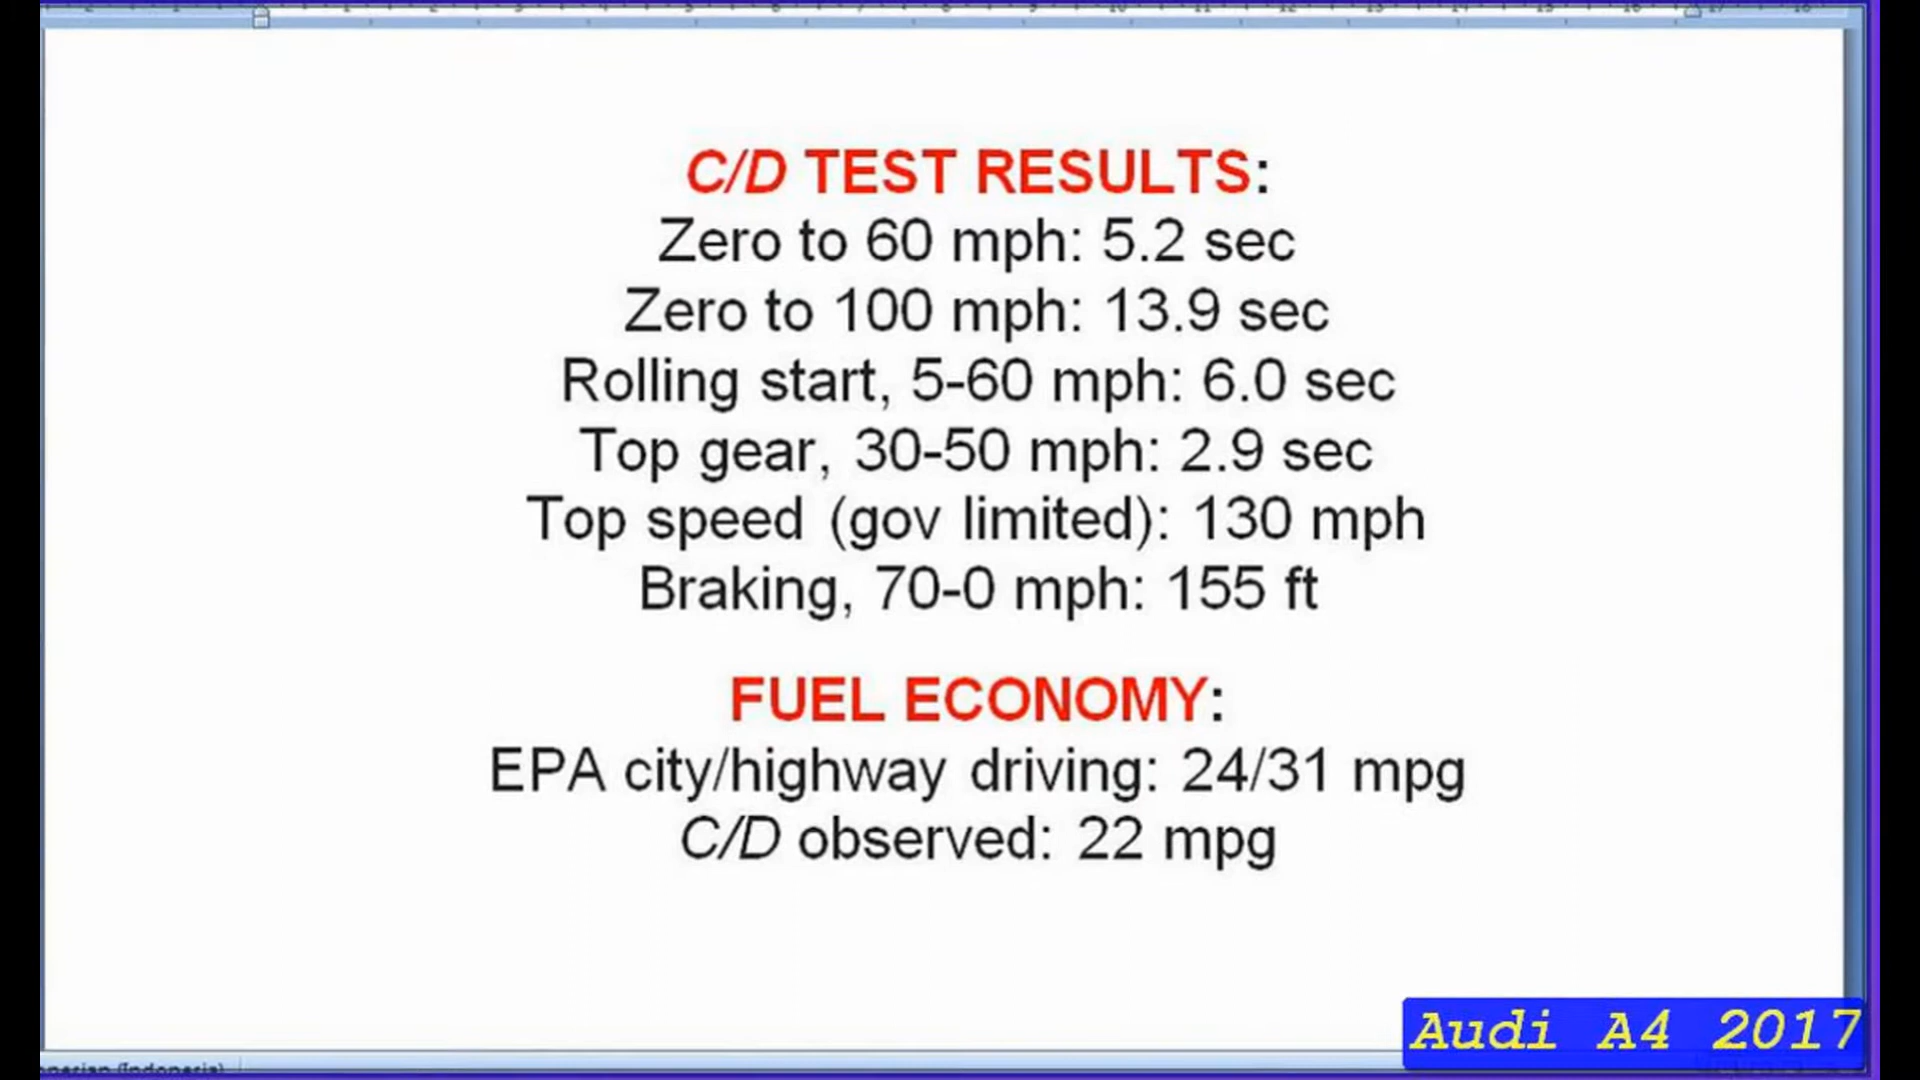 C/D TEST RESULTS:
Zero to 60 mph: 5.2 sec
Zero to 100 mph: 13.9 sec
Rolling start, 5-60 mph: 6.0 sec
Top gear, 30-50 mph: 2.9 sec
Top speed (gov limited): 130 mph
Braking, 70-0 mph: 155 ft
FUEL ECONOMY:
EPA city/highway driving: 24/31 mpg
C/D observed: 22 mpg
Audi A4 2017
(Indonesia)